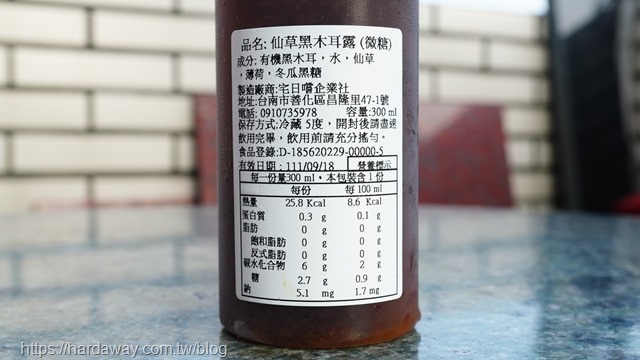 品名: 仙草黑木耳露 (微糖)
成分: 有機黑木耳，水，仙草
，薄荷，冬瓜黑糖
製造廠商:宅日嚐企業社
地址:台南市善化區昌隆里47-1號
電話: 0910735978 容量:300 ml
保存方式:冷藏 5度，開封後請盡速
飲用完畢，飲用前請充分搖勻。
食品登錄:D-185620229-00000-5
有效日期 : 111/09/18 營養標示
每一份量300 ml，本包裝含 1 份
每份 每 100 ml
熱量 25.8 Kcal 8.6 Kcal
蛋白質 0.3 g 0.1 g
脂肪 0 g 0 g
飽和脂肪 0 g 0 g
反式脂肪 0 g 0 g
碳水化合物 6 g 2 g
糖 2.7 g 0.9 g
鈉 5.1 mg 1.7 mg
https://hardaway.com.tw/blog